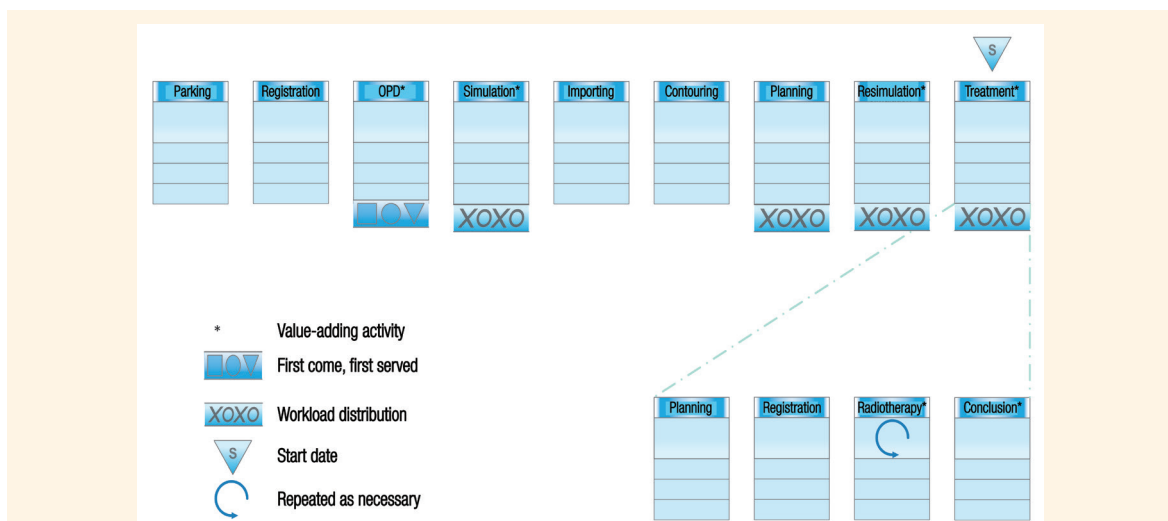 S
Parking Registration OPD* Simulation* Importing Contouring Planning Resimulation* Treatment*
XOXO XOXO XOXO XOXO
* Value-adding activity
First come, first served
XOXO Workload distribution
S Start date
Repeated as necessary
Planning Registration Radiotherapy* Conclusion*